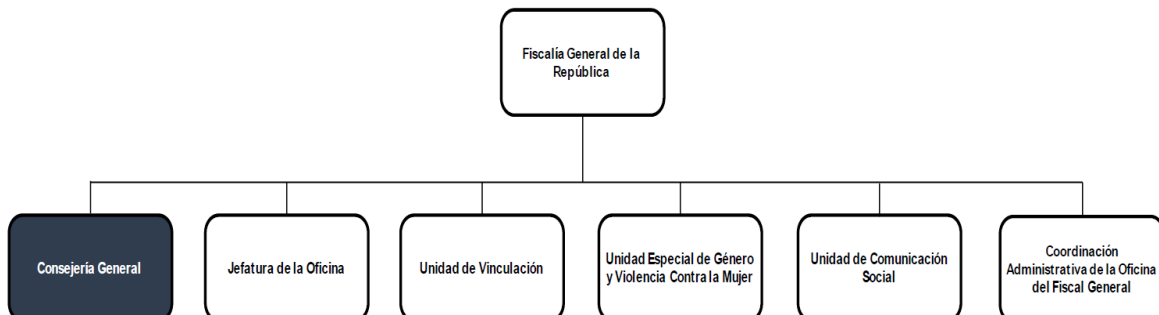 Fiscalía General de la
República
Consejería General
Jefatura de la Oficina
Unidad de Vinculación
Unidad Especial de Género
y Violencia Contra la Mujer
Unidad de Comunicación
Social
Coordinación
Administrativa de la Oficina
del Fiscal General